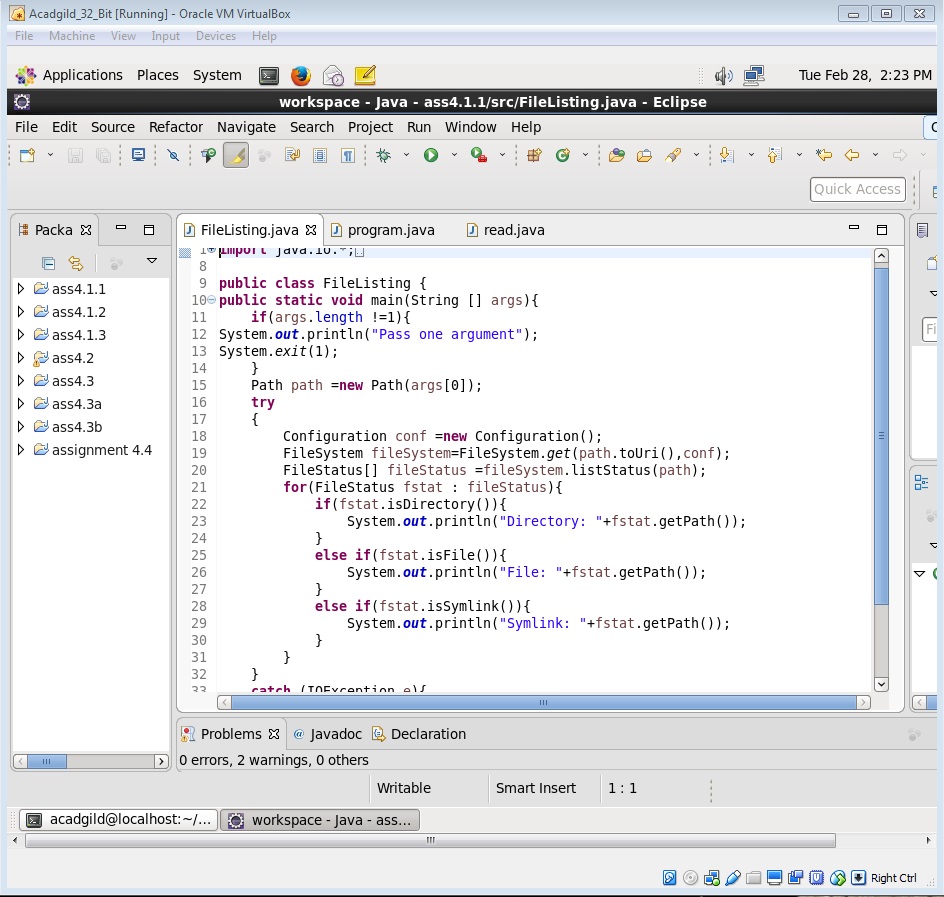 Acadgild_32_Bit [Running] - Oracle VM VirtualBox
File Machine View Input Devices Help
Applications Places System Tue Feb 28, 2:23 PM
workspace - Java - ass4.1.1/src/FileListing.java - Eclipse
File Edit Source Refactor Navigate Search Project Run Window Help
Quick Access
Packa FileListing.java program.java read.java
ass4.1.1
ass4.1.2
ass4.1.3
ass4.2
ass4.3
ass4.3a
ass4.3b
assignment 4.4
1 import java.io.*;
8
9 public class FileListing {
10 public static void main(String [] args){
11 if(args.length !=1){
12 System.out.println("Pass one argument");
13 System.exit(1);
14 }
15 Path path =new Path(args[0]);
16 try
17 {
18 Configuration conf =new Configuration();
19 FileSystem fileSystem=FileSystem.get(path.toUri(),conf);
20 FileStatus[] fileStatus =fileSystem.listStatus(path);
21 for(FileStatus fstat : fileStatus){
22 if(fstat.isDirectory()){
23 System.out.println("Directory: "+fstat.getPath());
24 }
25 else if(fstat.isFile()){
26 System.out.println("File: "+fstat.getPath());
27 }
28 else if(fstat.isSymlink()){
29 System.out.println("Symlink: "+fstat.getPath());
30 }
31 }
32 }
33 catch (IOException e){
Fi
Problems @ Javadoc Declaration
0 errors, 2 warnings, 0 others
Writable Smart Insert 1 : 1
acadgild@localhost:~/... workspace - Java - ass...
Right Ctrl